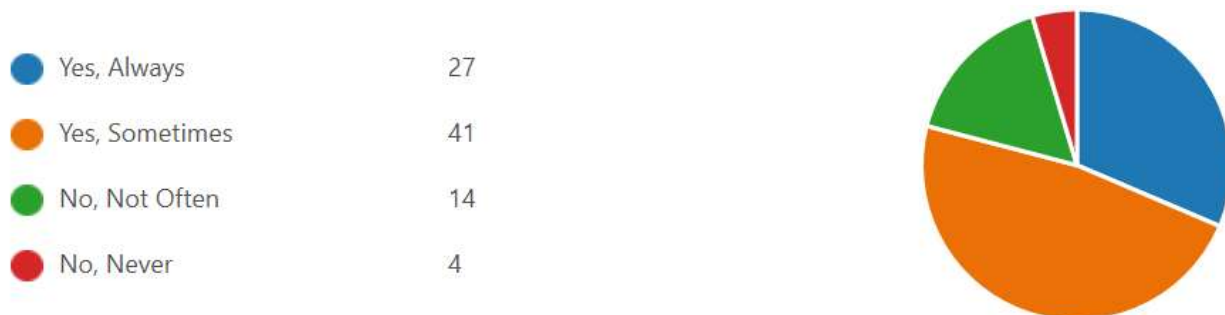 Yes, Always 27
Yes, Sometimes 41
No, Not Often 14
No, Never 4